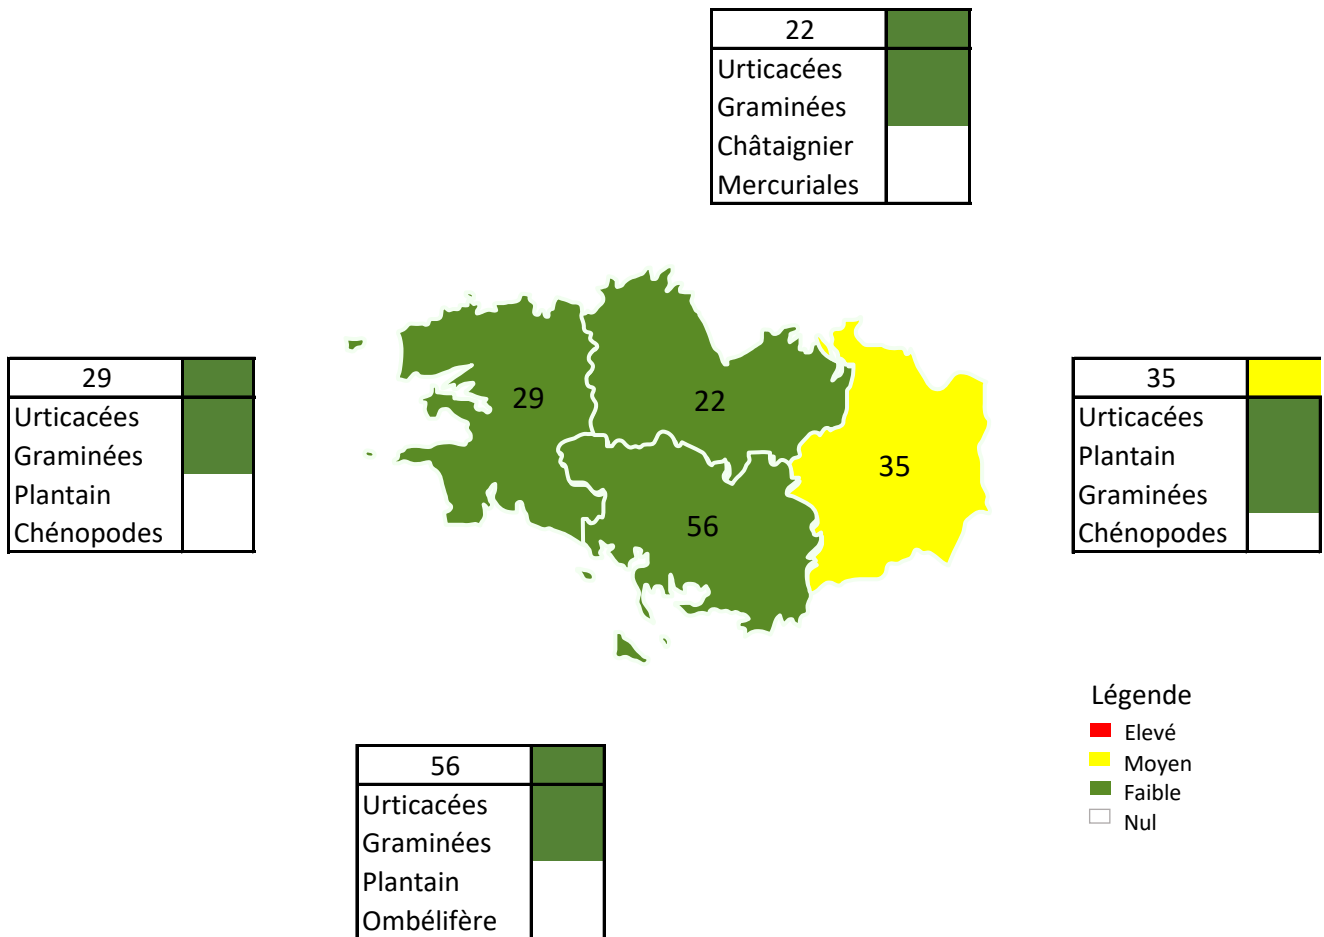 22
Urticacées
Graminées
Châtaignier
Mercuriales
29
Urticacées
Graminées
Plantain
Chénopodes
29
22
35
56
35
Urticacées
Plantain
Graminées
Chénopodes
56
Urticacées
Graminées
Plantain
Ombélifère
Légende
Elevé
Moyen
Faible
Nul